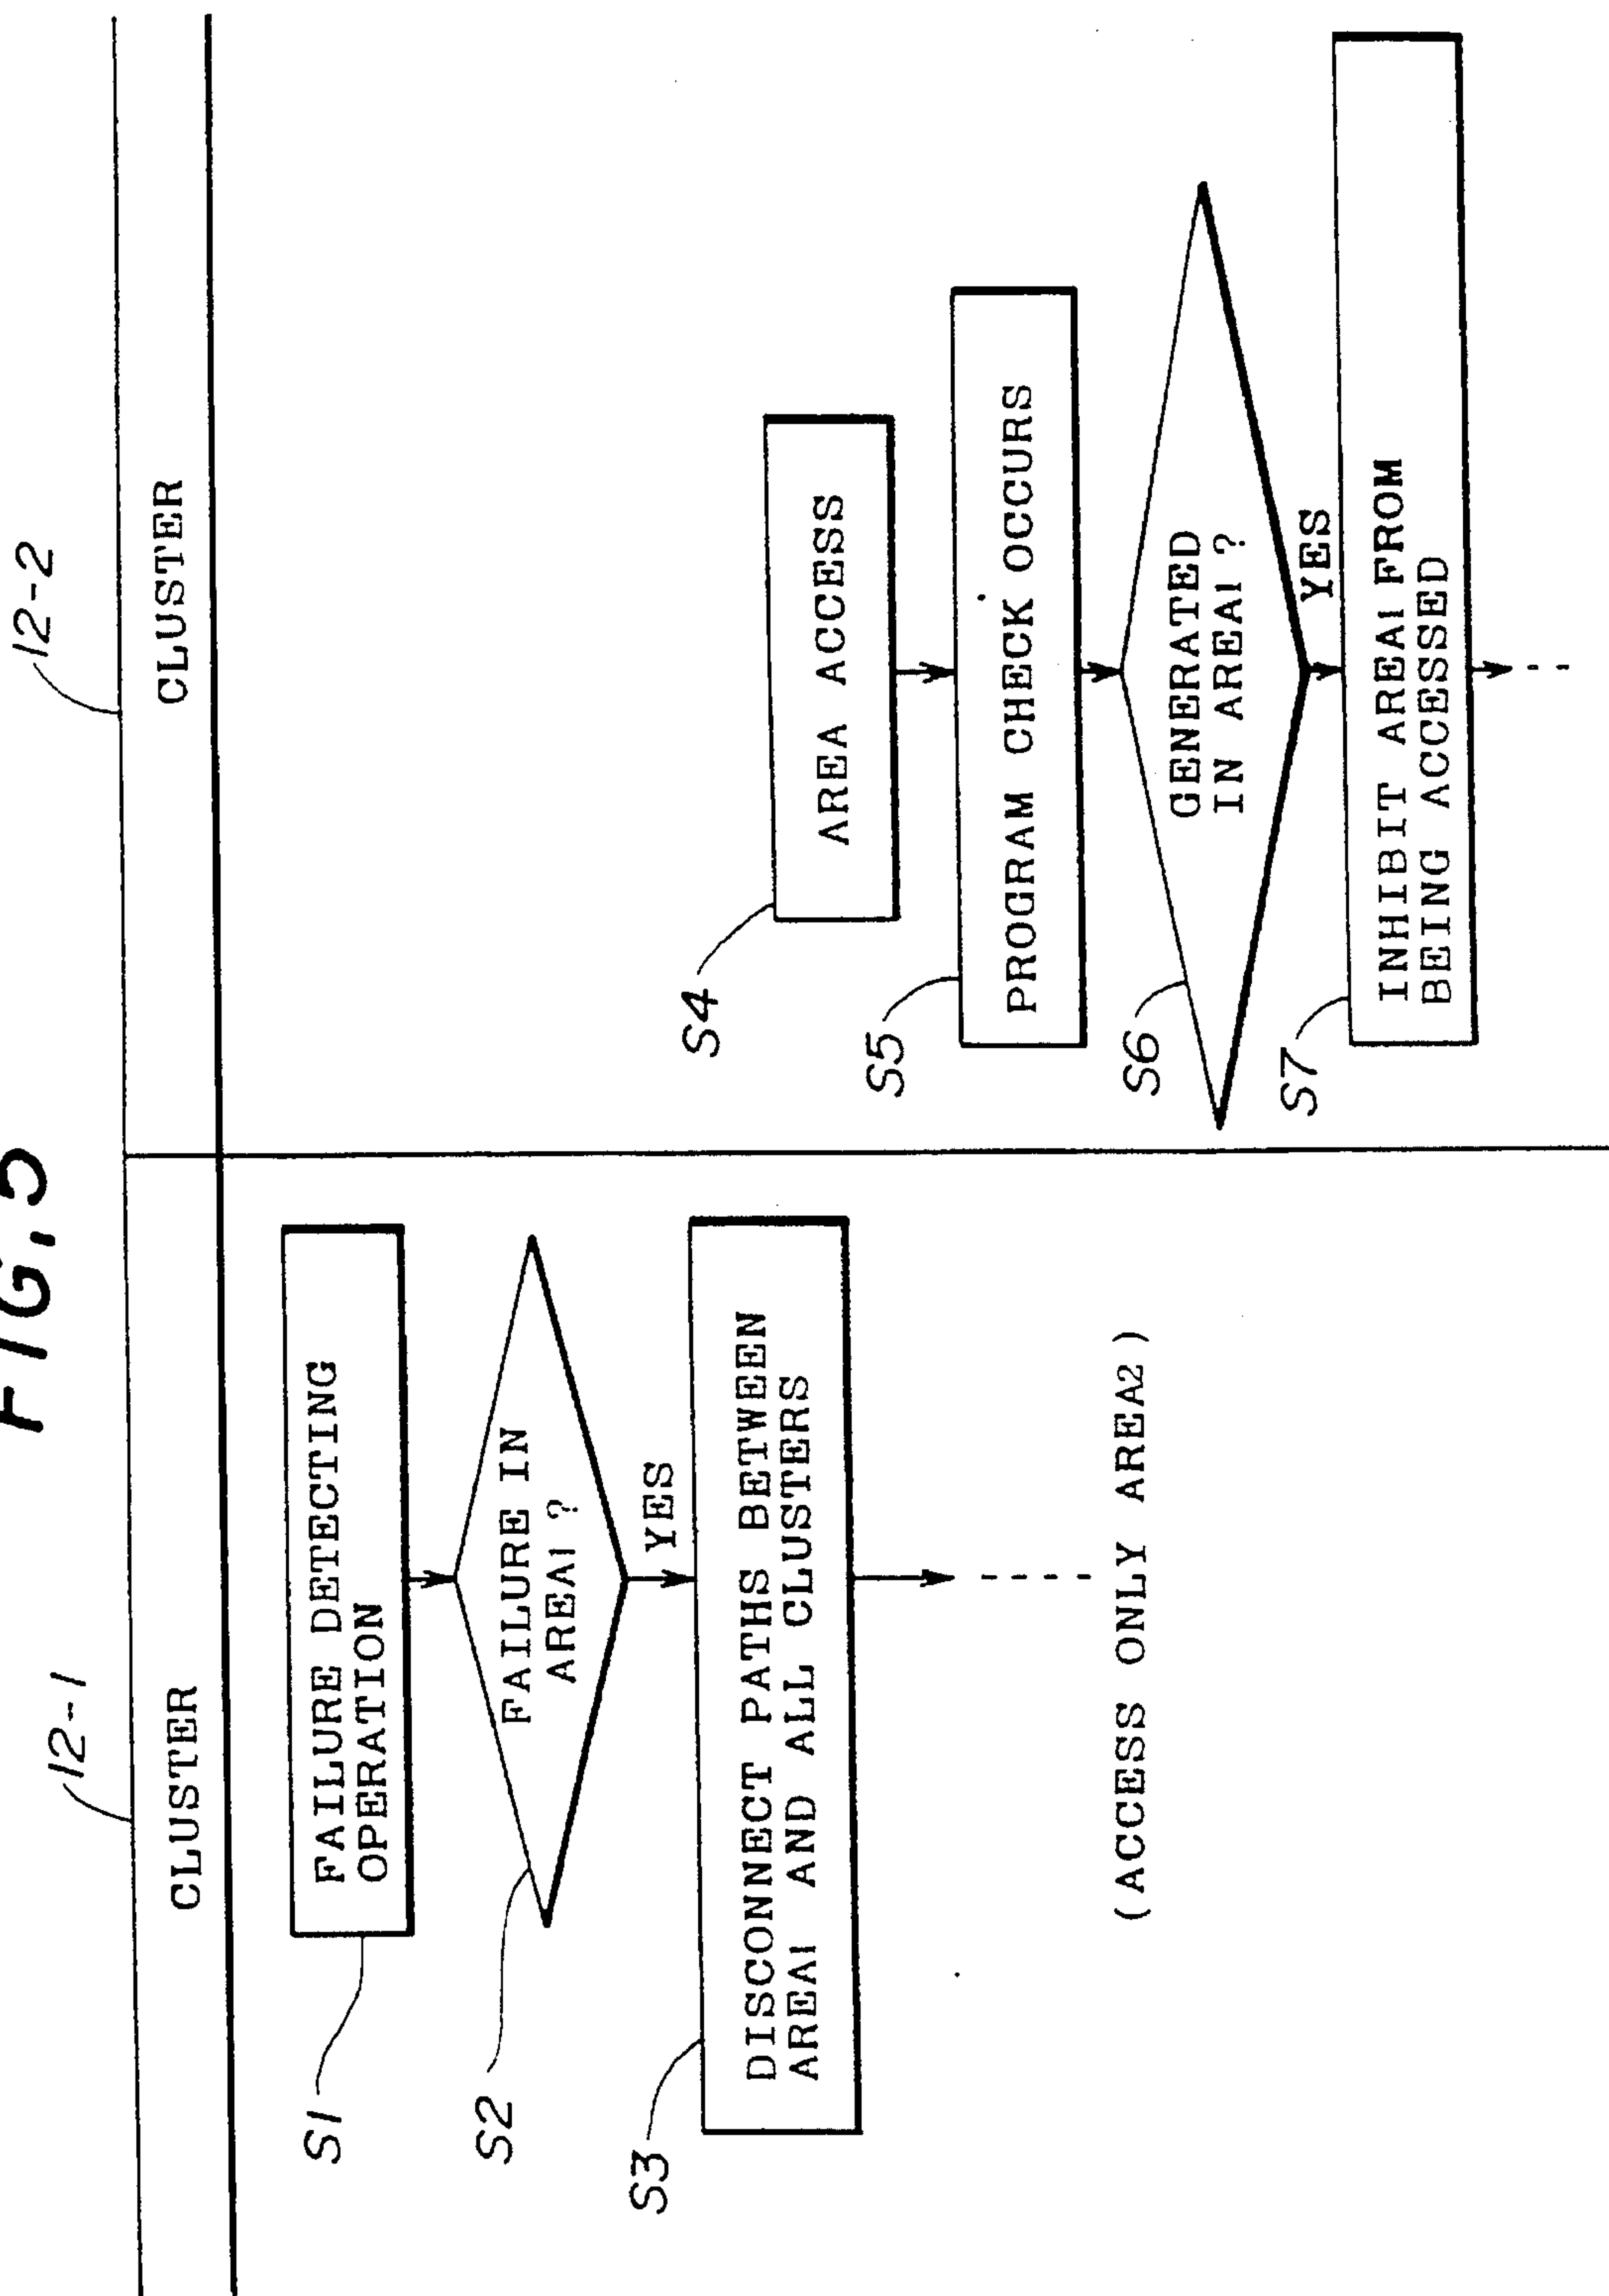 FIG.5
12-1
12-2
CLUSTER
CLUSTER
S1
FAILURE DETECTING
OPERATION
S2
FAILURE IN
AREA1 ?
YES
S3
DISCONNECT PATHS BETWEEN
AREA1 AND ALL CLUSTERS
(ACCESS ONLY AREA2)
S4
AREA ACCESS
S5
PROGRAM CHECK OCCURS
S6
GENERATED
IN AREA1 ?
YES
S7
INHIBIT AREA1 FROM
BEING ACCESSED